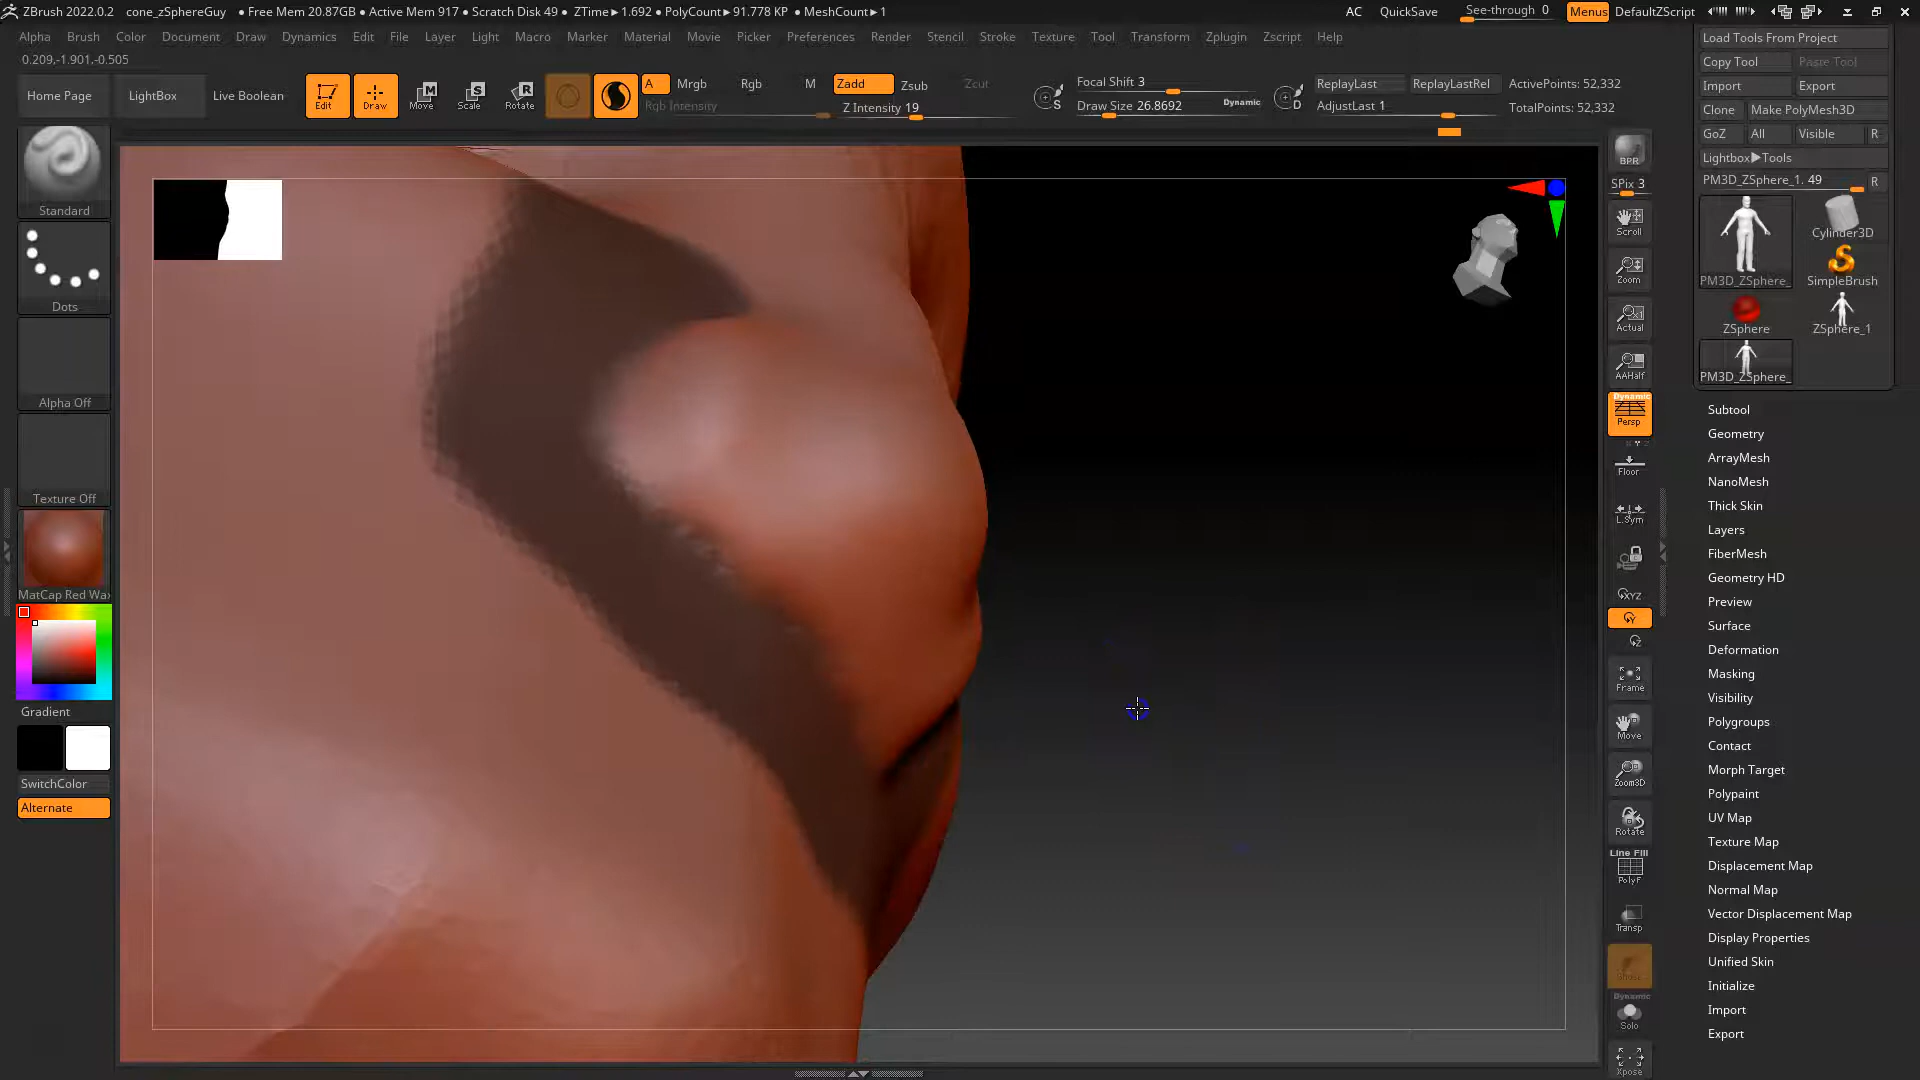 ZBrush 2022.0.2 cone_zSphereGuy ● Free Mem 20.87GB ● Active Mem 917 ● Scratch Disk 49 ● ZTime►1.692 ● PolyCount►91.778 KP ● MeshCount►1 AC QuickSave See-through 0 Menus DefaultZScript
Alpha Brush Color Document Draw Dynamics Edit File Layer Light Macro Marker Material Movie Picker Preferences Render Stencil Stroke Texture Tool Transform Zplugin Zscript Help
0.209,-1.901,-0.505
Home Page LightBox Live Boolean Edit Draw Move Scale Rotate A Mrgb Rgb M Zadd Zsub Zcut
Rgb Intensity Z Intensity 19
Focal Shift 3
Draw Size 26.8692 Dynamic
S D
ReplayLast ReplayLastRel ActivePoints: 52,332
AdjustLast 1 TotalPoints: 52,332
Standard
Dots
Alpha Off
Texture Off
MatCap Red Wax
Gradient
SwitchColor
Alternate
BPR
SPix 3
Scroll
Zoom
Actual
AAHalf
Dynamic
Persp
Floor
L.Sym
XYZ
Y
Z
Frame
Move
Zoom3D
Rotate
Line Fill
PolyF
Transp
Ghost
Dynamic
Solo
Xpose
Load Tools From Project
Copy Tool Paste Tool
Import Export
Clone Make PolyMesh3D
GoZ All Visible R
Lightbox►Tools
PM3D_ZSphere_1. 49 R
PM3D_ZSphere_ Cylinder3D
SimpleBrush
ZSphere ZSphere_1
PM3D_ZSphere_
Subtool
Geometry
ArrayMesh
NanoMesh
Thick Skin
Layers
FiberMesh
Geometry HD
Preview
Surface
Deformation
Masking
Visibility
Polygroups
Contact
Morph Target
Polypaint
UV Map
Texture Map
Displacement Map
Normal Map
Vector Displacement Map
Display Properties
Unified Skin
Initialize
Import
Export